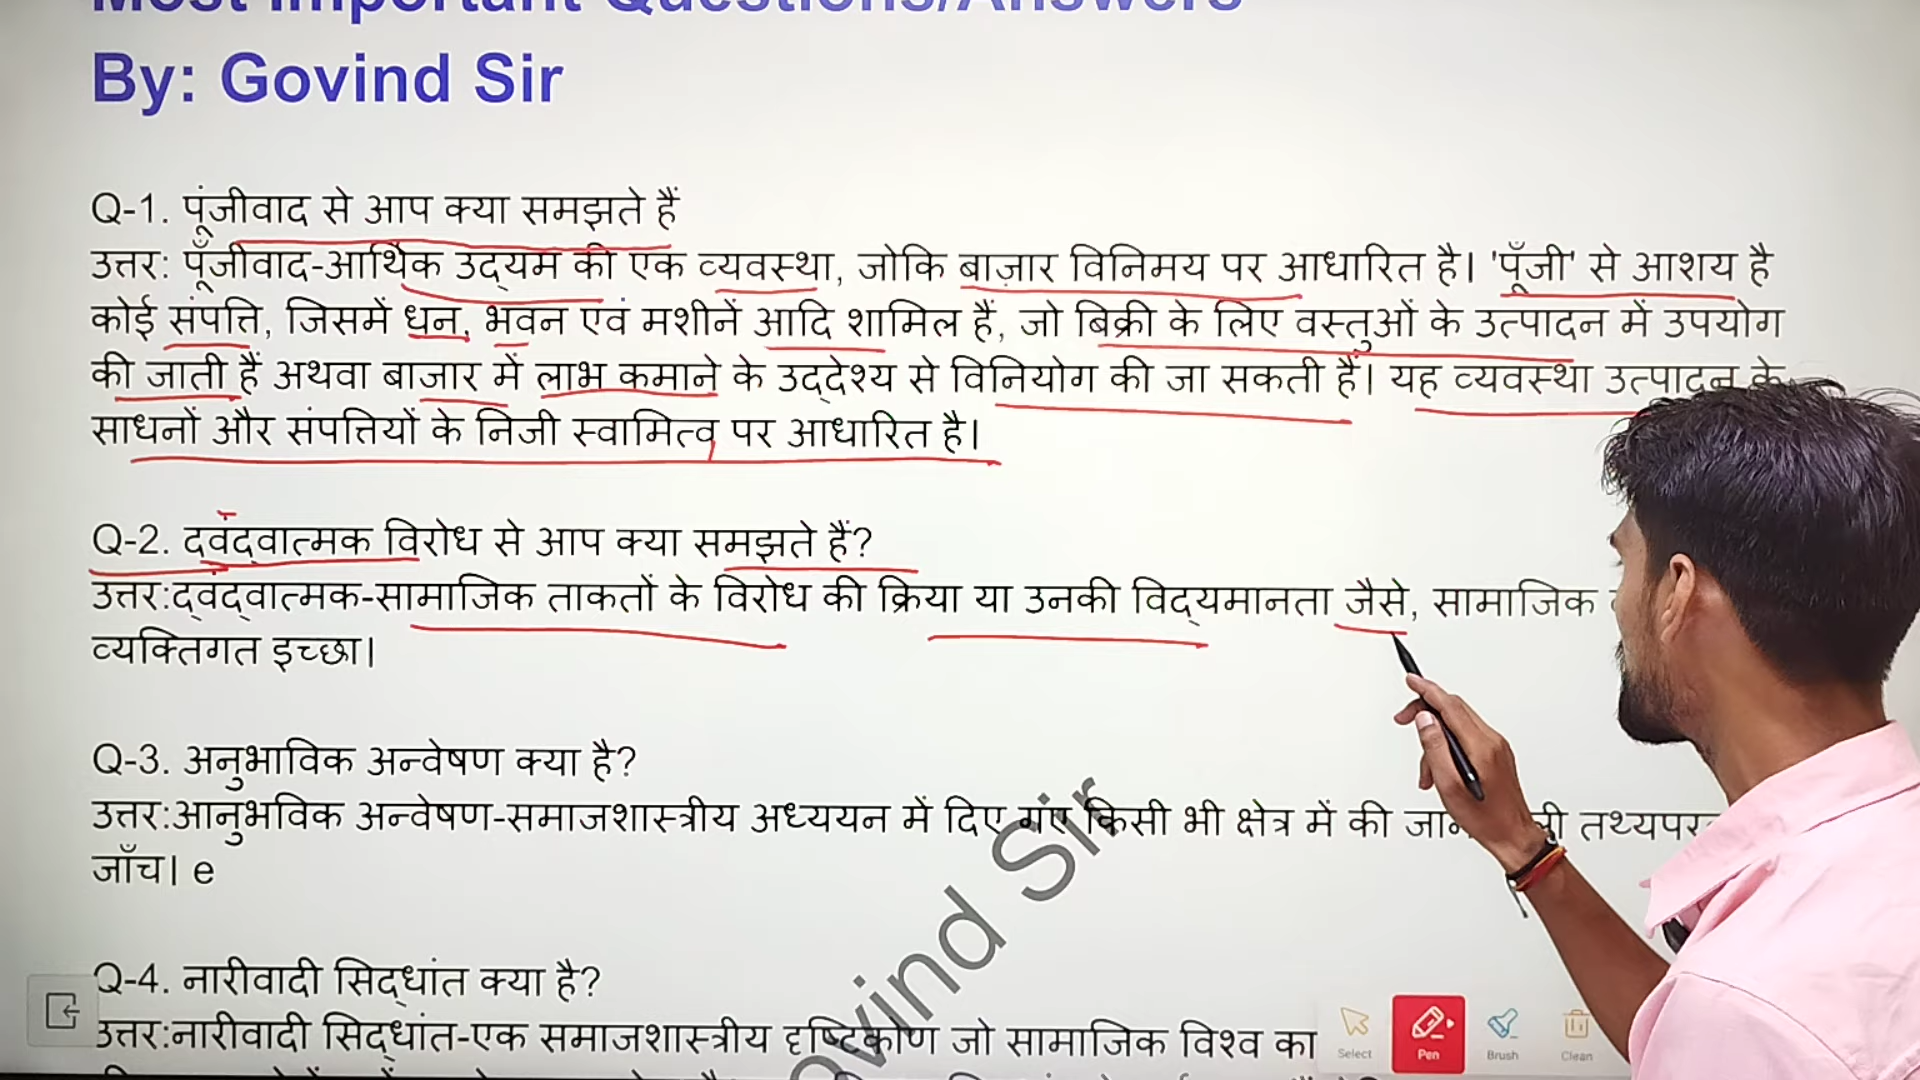 Most Important Questions/Answers
By: Govind Sir
Q-1. पूंजीवाद से आप क्या समझते हैं
उत्तर: पूँजीवाद-आर्थिक उद्यम की एक व्यवस्था, जोकि बाज़ार विनिमय पर आधारित है। 'पूँजी' से आशय है
कोई संपत्ति, जिसमें धन, भवन एवं मशीनें आदि शामिल हैं, जो बिक्री के लिए वस्तुओं के उत्पादन में उपयोग
की जाती हैं अथवा बाजार में लाभ कमाने के उद्देश्य से विनियोग की जा सकती हैं। यह व्यवस्था उत्पादन के
साधनों और संपत्तियों के निजी स्वामित्व पर आधारित है।
Q-2. दवंद्वात्मक विरोध से आप क्या समझते हैं?
उत्तर:द्वंद्वात्मक-सामाजिक ताकतों के विरोध की क्रिया या उनकी विद्यमानता जैसे, सामाजिक
व्यक्तिगत इच्छा।
Q-3. अनुभाविक अन्वेषण क्या है?
उत्तर:आनुभविक अन्वेषण-समाजशास्त्रीय अध्ययन में दिए गए किसी भी क्षेत्र में की
जाँच। e
Q-4. नारीवादी सिद्धांत क्या है?
उत्तर:नारीवादी सिद्धांत-एक समाजशास्त्रीय दृष्टिकोण जो सामाजिक विश्व का
Govind Sir
Select
Pen
Brush
Clean